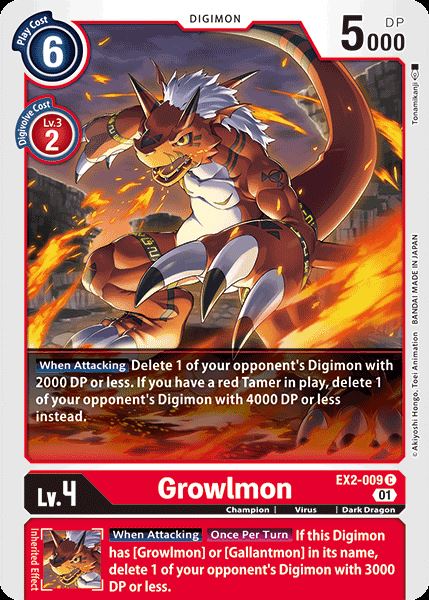 Play Cost
6
DIGIMON
DP
5000
Digivolve Cost
Lv.3
2
Tonamikanji
When Attacking Delete 1 of your opponent's Digimon with
2000 DP or less. If you have a red Tamer in play, delete 1
of your opponent's Digimon with 4000 DP or less
instead.
©Akiyoshi Hongo, Toei Animation BANDAI MADE IN JAPAN
Lv.4
Growlmon
EX2-009 C
01
Champion | Virus | Dark Dragon
Inherited Effect
When Attacking Once Per Turn If this Digimon
has [Growlmon] or [Gallantmon] in its name,
delete 1 of your opponent's Digimon with 3000
DP or less.